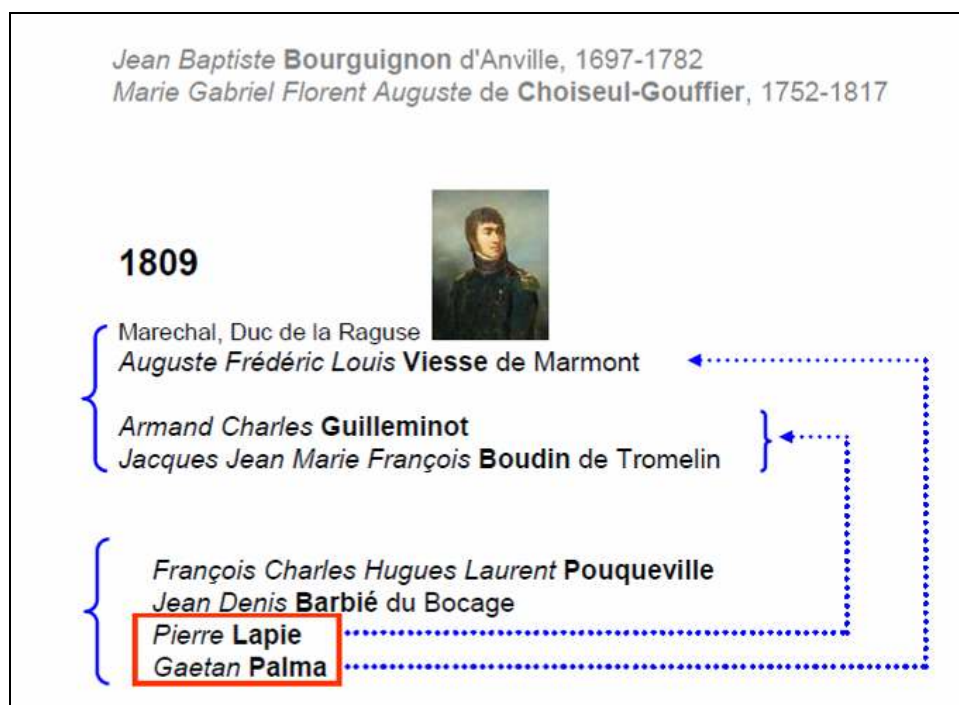 Jean Baptiste Bourguignon d'Anville, 1697-1782
Marie Gabriel Florent Auguste de Choiseul-Gouffier, 1752-1817
1809
Marechal, Duc de la Raguse
Auguste Frédéric Louis Viesse de Marmont
Armand Charles Guilleminot
Jacques Jean Marie François Boudin de Tromelin
François Charles Hugues Laurent Pouqueville
Jean Denis Barbié du Bocage
Pierre Lapie
Gaetan Palma